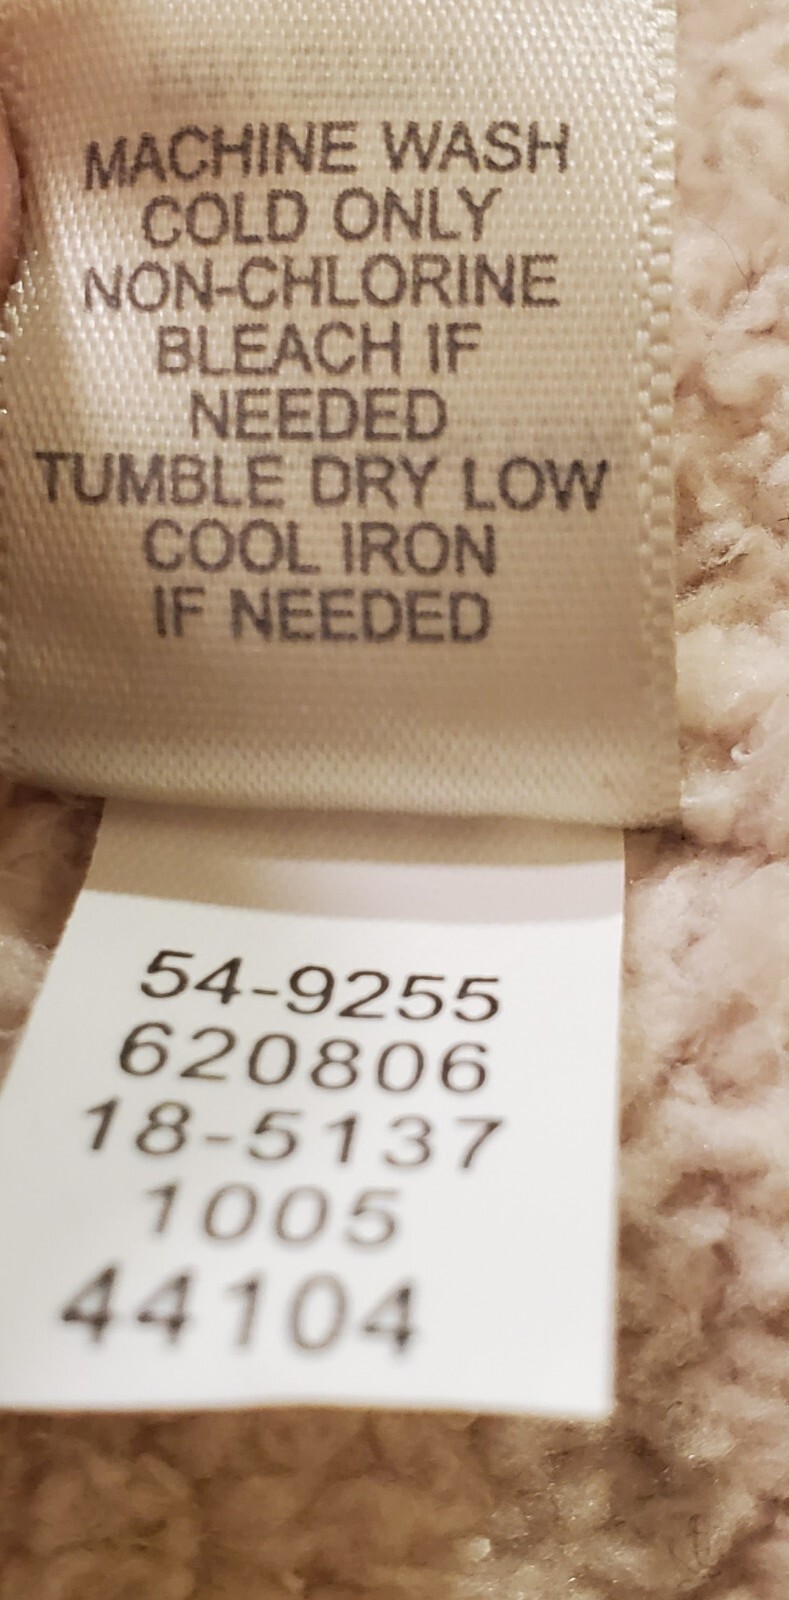 MACHINE WASH
COLD ONLY
NON-CHLORINE
BLEACH IF
NEEDED
TUMBLE DRY LOW
COOL IRON
IF NEEDED
54-9255
620806
18-5137
1005
44104